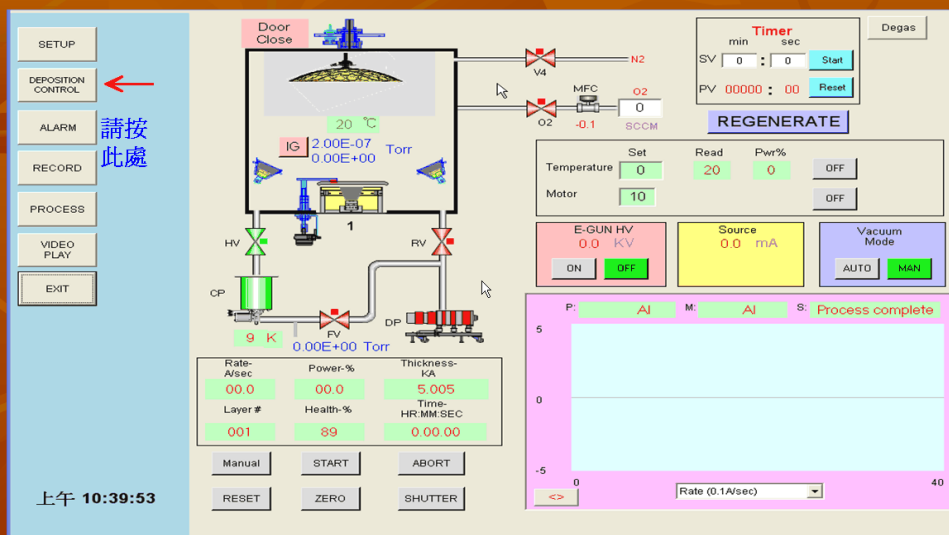 SETUP
DEPOSITION
CONTROL
請按
此處
ALARM
RECORD
PROCESS
VIDEO
PLAY
EXIT
上午 10:39:53
Door
Close
V4
N2
MFC
O2
O2
0
-0.1
SCCM
20 ℃
IG
2.00E-07
0.00E+00
Torr
1
HV
RV
CP
DP
FV
-9 K
0.00E+00 Torr
Timer
min sec
SV 0 : 0 Start
PV 00000 : 00 Reset
Degas
REGENERATE
Set Read Pwr%
Temperature 0 20 0 OFF
Motor 10 OFF
E-GUN HV
0.0 KV
ON OFF
Source
0.0 mA
Vacuum
Mode
AUTO MAN
P: Al M: Al S: Process complete
5
0
-5
0 40
<>
Rate (0.1A/sec)
Rate-
A/sec
Power-%
Thickness-
KA
00.0 00.0 5.005
Layer # Health-%
Time-
HR:MM:SEC
001 89 0.00.00
Manual START ABORT
RESET ZERO SHUTTER